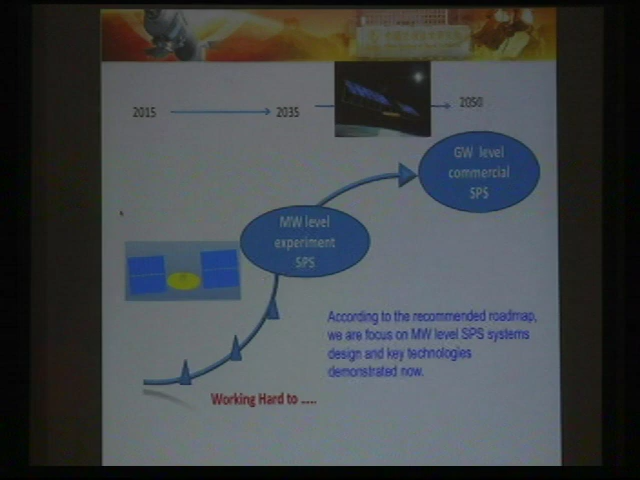 2015
2035
2050
GW level
commercial
SPS
MW level
experiment
SPS
According to the recommended roadmap,
we are focus on MW level SPS systems
design and key technologies
demonstrated now.
Working Hard to ....